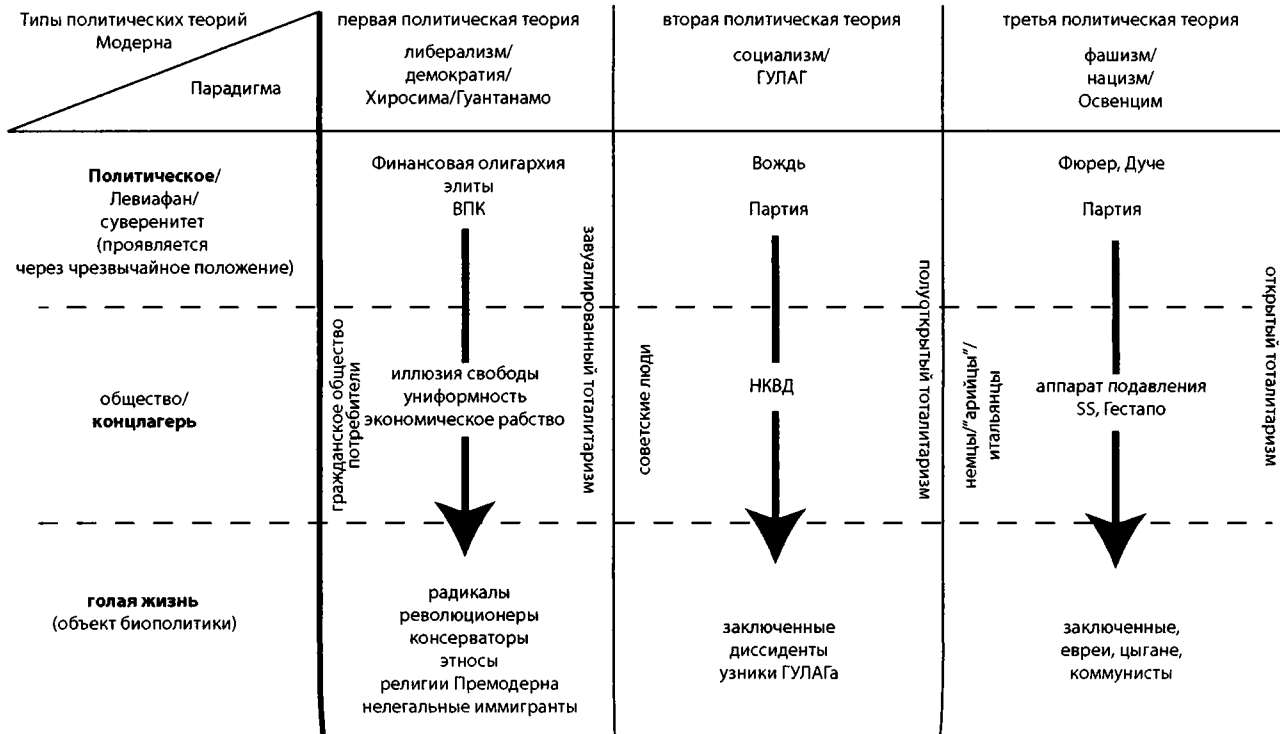 Типы политических теорий
Модерна
Парадигма
первая политическая теория
либерализм/
демократия/
Хиросима/Гуантанамо
вторая политическая теория
социализм/
ГУЛАГ
третья политическая теория
фашизм/
нацизм/
Освенцим
Политическое/
Левиафан/
суверенитет
(проявляется
через чрезвычайное положение)
Финансовая олигархия
элиты
ВПК
завуалированный тоталитаризм
Вождь
Партия
полуоткрытый тоталитаризм
Фюрер, Дуче
Партия
открытый тоталитаризм
общество/
концлагерь
гражданское общество
потребители
иллюзия свободы
униформность
экономическое рабство
советские люди
НКВД
немцы/"арийцы"/
итальянцы
аппарат подавления
SS, Гестапо
голая жизнь
(объект биополитики)
радикалы
революционеры
консерваторы
этносы
религии Премодерна
нелегальные иммигранты
заключенные
диссиденты
узники ГУЛАГа
заключенные,
евреи, цыгане,
коммунисты